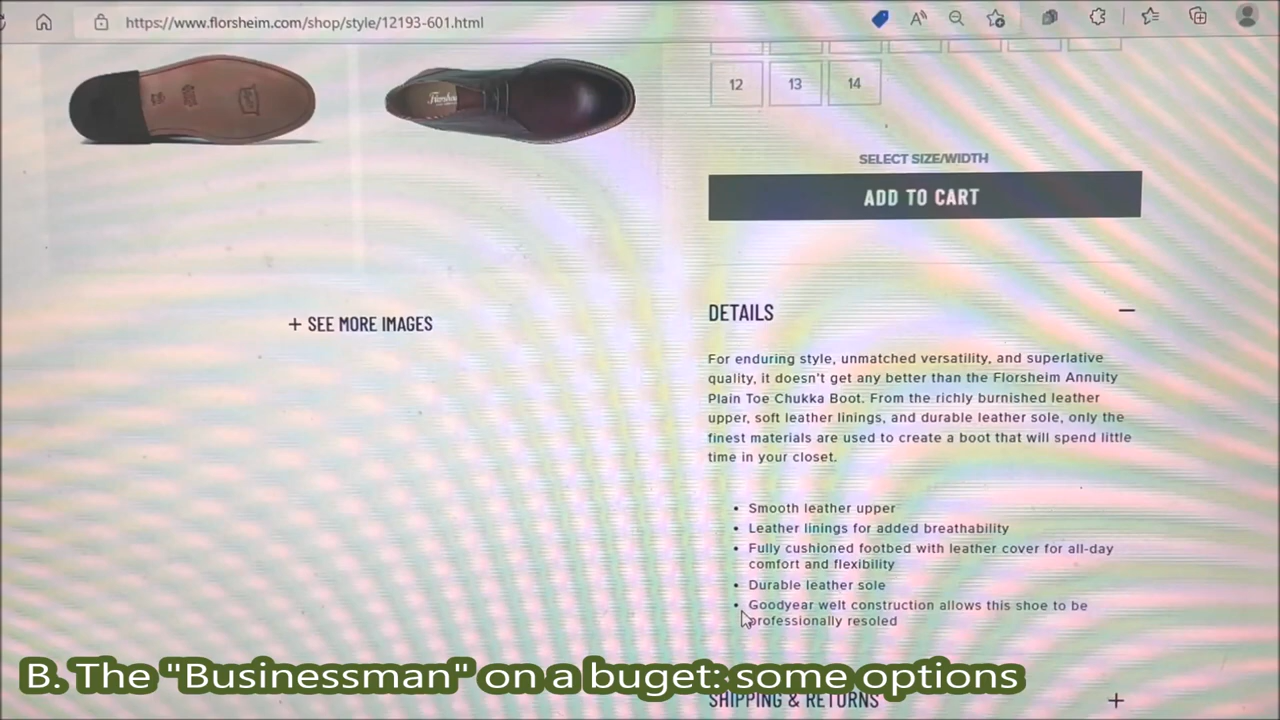 https://www.florsheim.com/shop/style/12193-601.html
12 13 14
SELECT SIZE/WIDTH
ADD TO CART
+ SEE MORE IMAGES
DETAILS
For enduring style, unmatched versatility, and superlative
quality, it doesn't get any better than the Florsheim Annuity
Plain Toe Chukka Boot. From the richly burnished leather
upper, soft leather linings, and durable leather sole, only the
finest materials are used to create a boot that will spend little
time in your closet.
• Smooth leather upper
• Leather linings for added breathability
• Fully cushioned footbed with leather cover for all-day
comfort and flexibility
• Durable leather sole
• Goodyear welt construction allows this shoe to be
professionally resoled
B. The "Businessman" on a buget: some options
SHIPPING & RETURNS